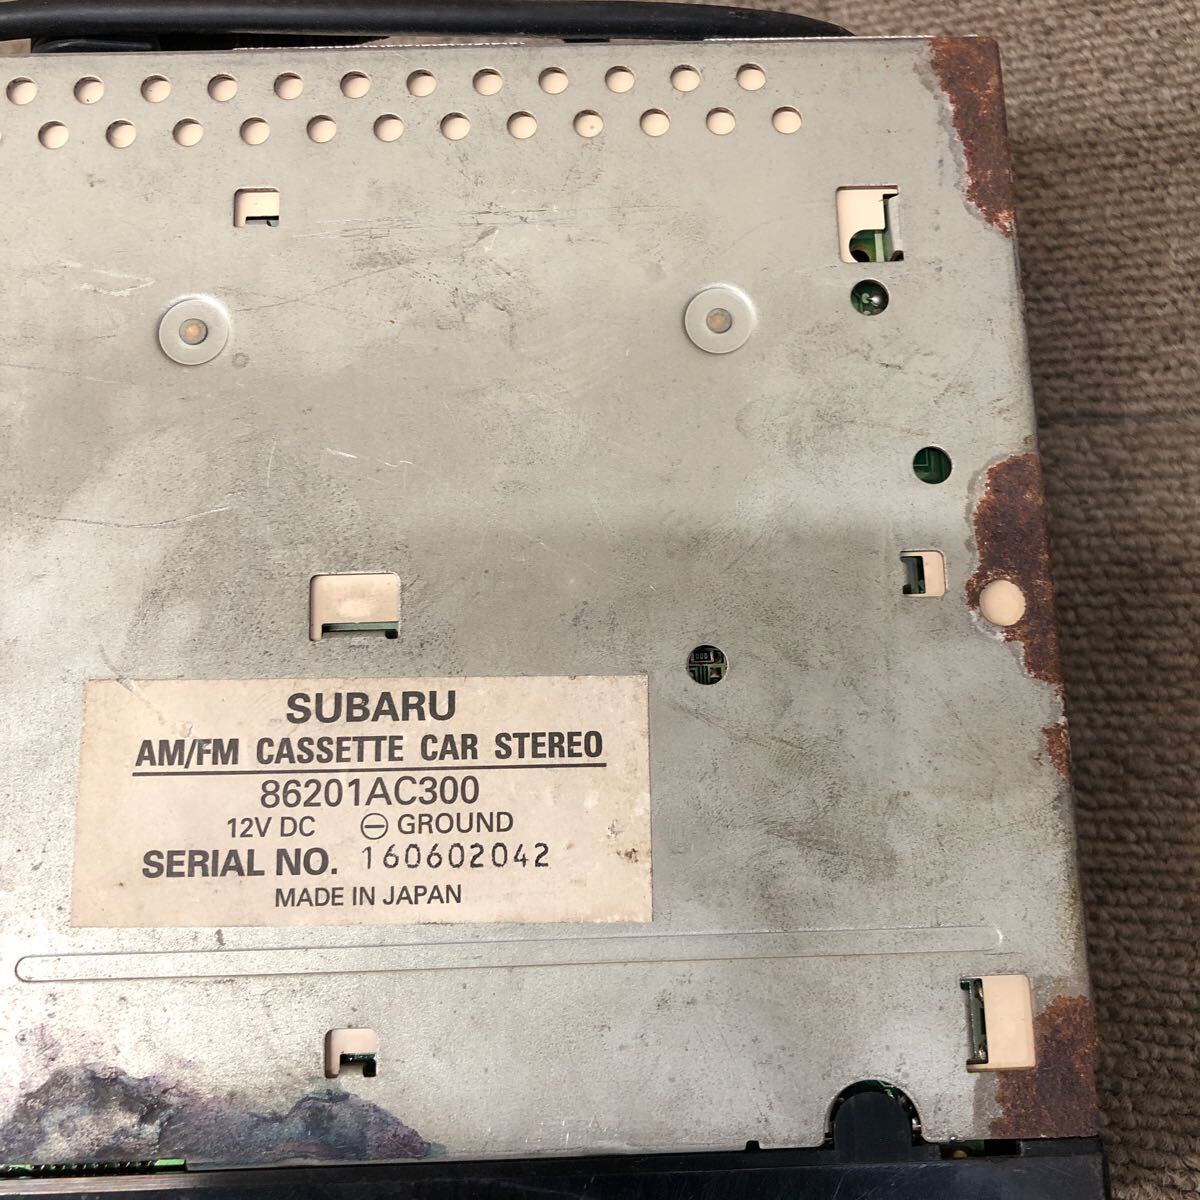 SUBARU
AM/FM CASSETTE CAR STEREO
86201AC300
12V DC ⊖ GROUND
SERIAL NO. 160602042
MADE IN JAPAN